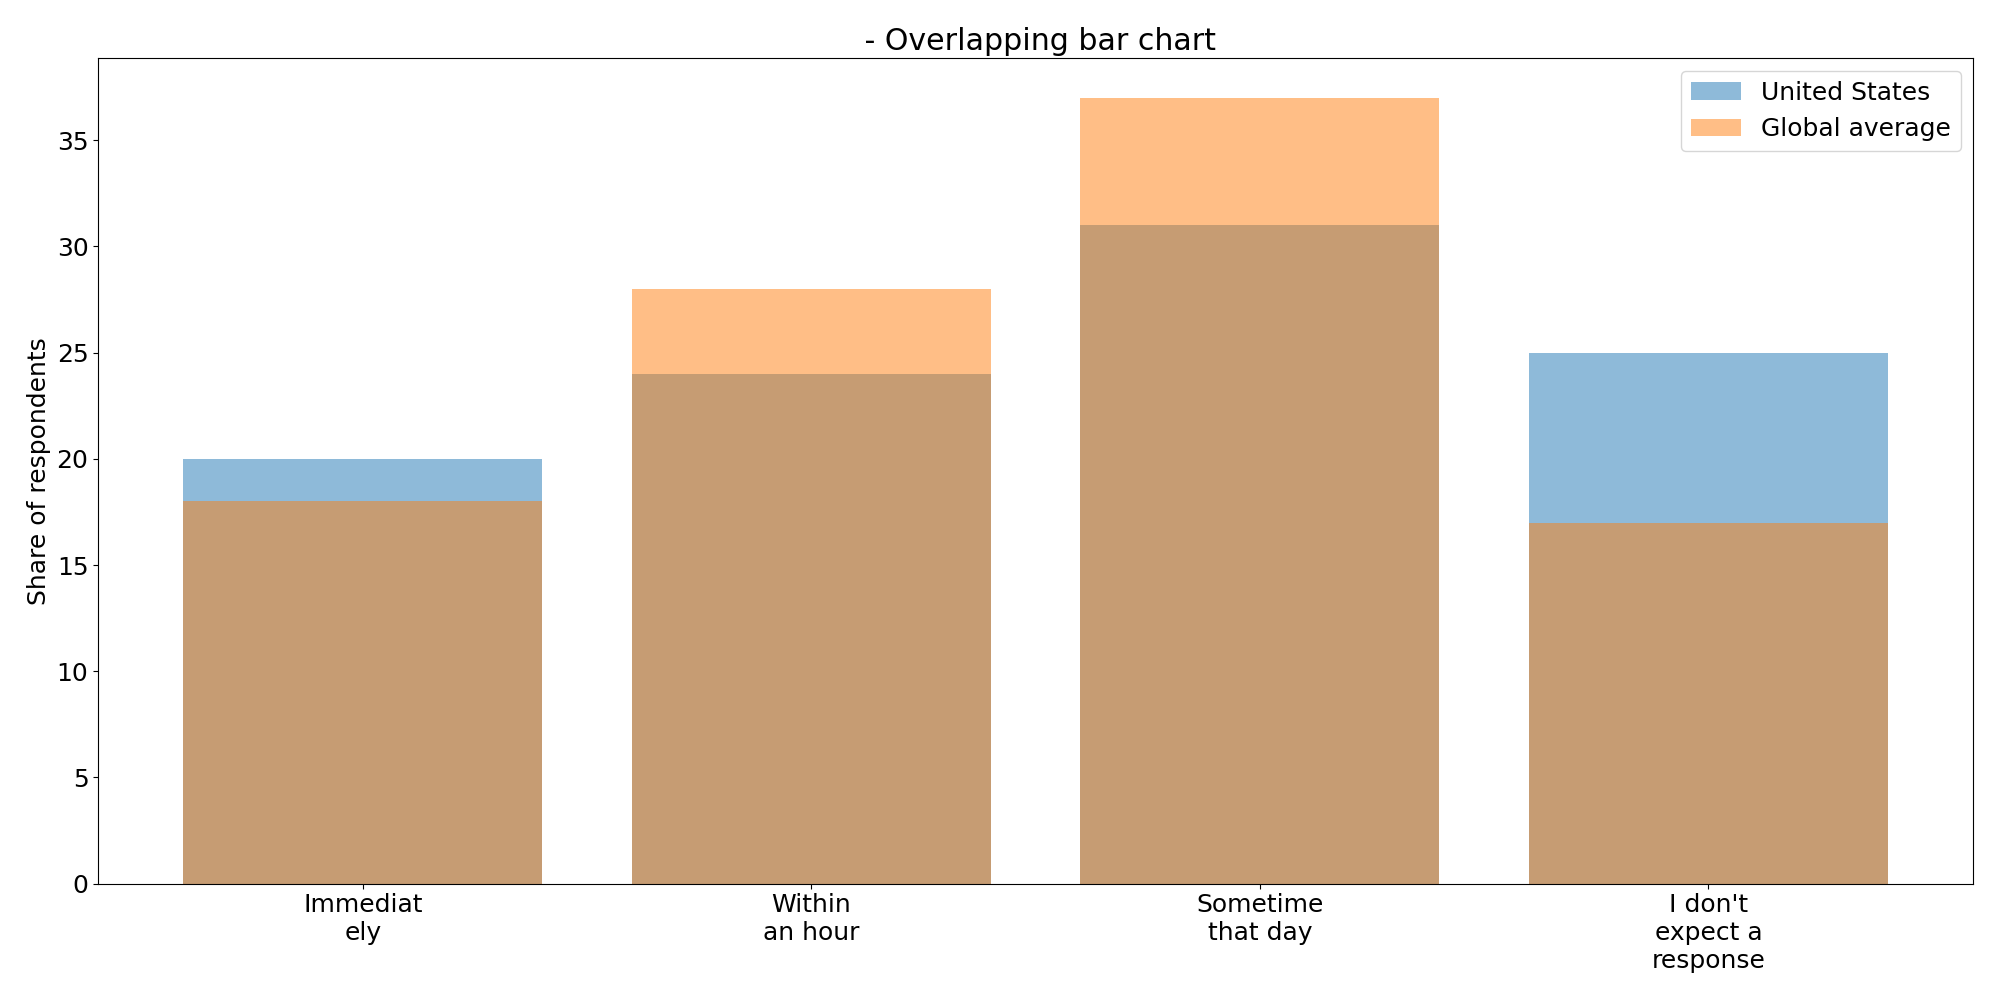 - Overlapping bar chart
United States
Global average
Share of respondents
35
30
25
20
15
10
5
0
Immediat
ely
Within
an hour
Sometime
that day
I don't
expect a
response